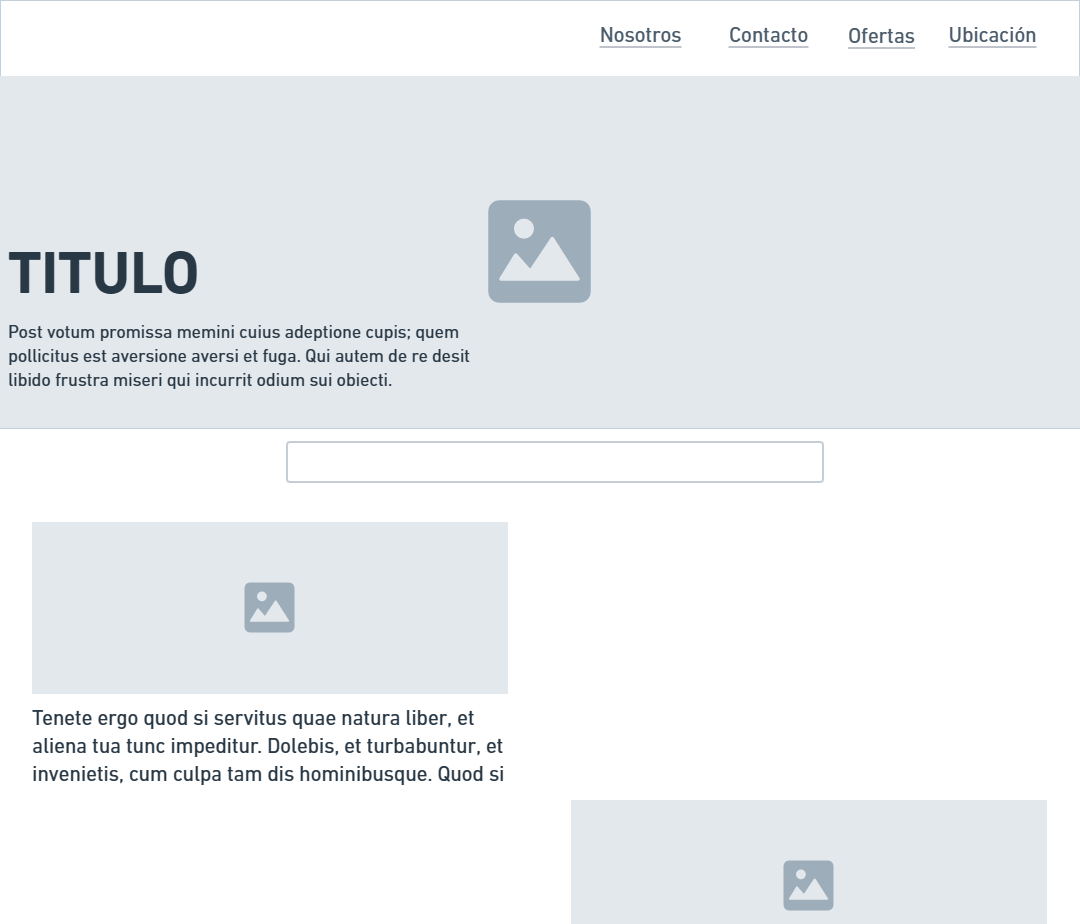 Nosotros Contacto Ofertas Ubicación
TITULO
Post votum promissa memini cuius adeptione cupis; quem
pollicitus est aversione aversi et fuga. Qui autem de re desit
libido frustra miseri qui incurrit odium sui obiecti.
Tenete ergo quod si servitus quae natura liber, et
aliena tua tunc impeditur. Dolebis, et turbabuntur, et
invenietis, cum culpa tam dis hominibusque. Quod si